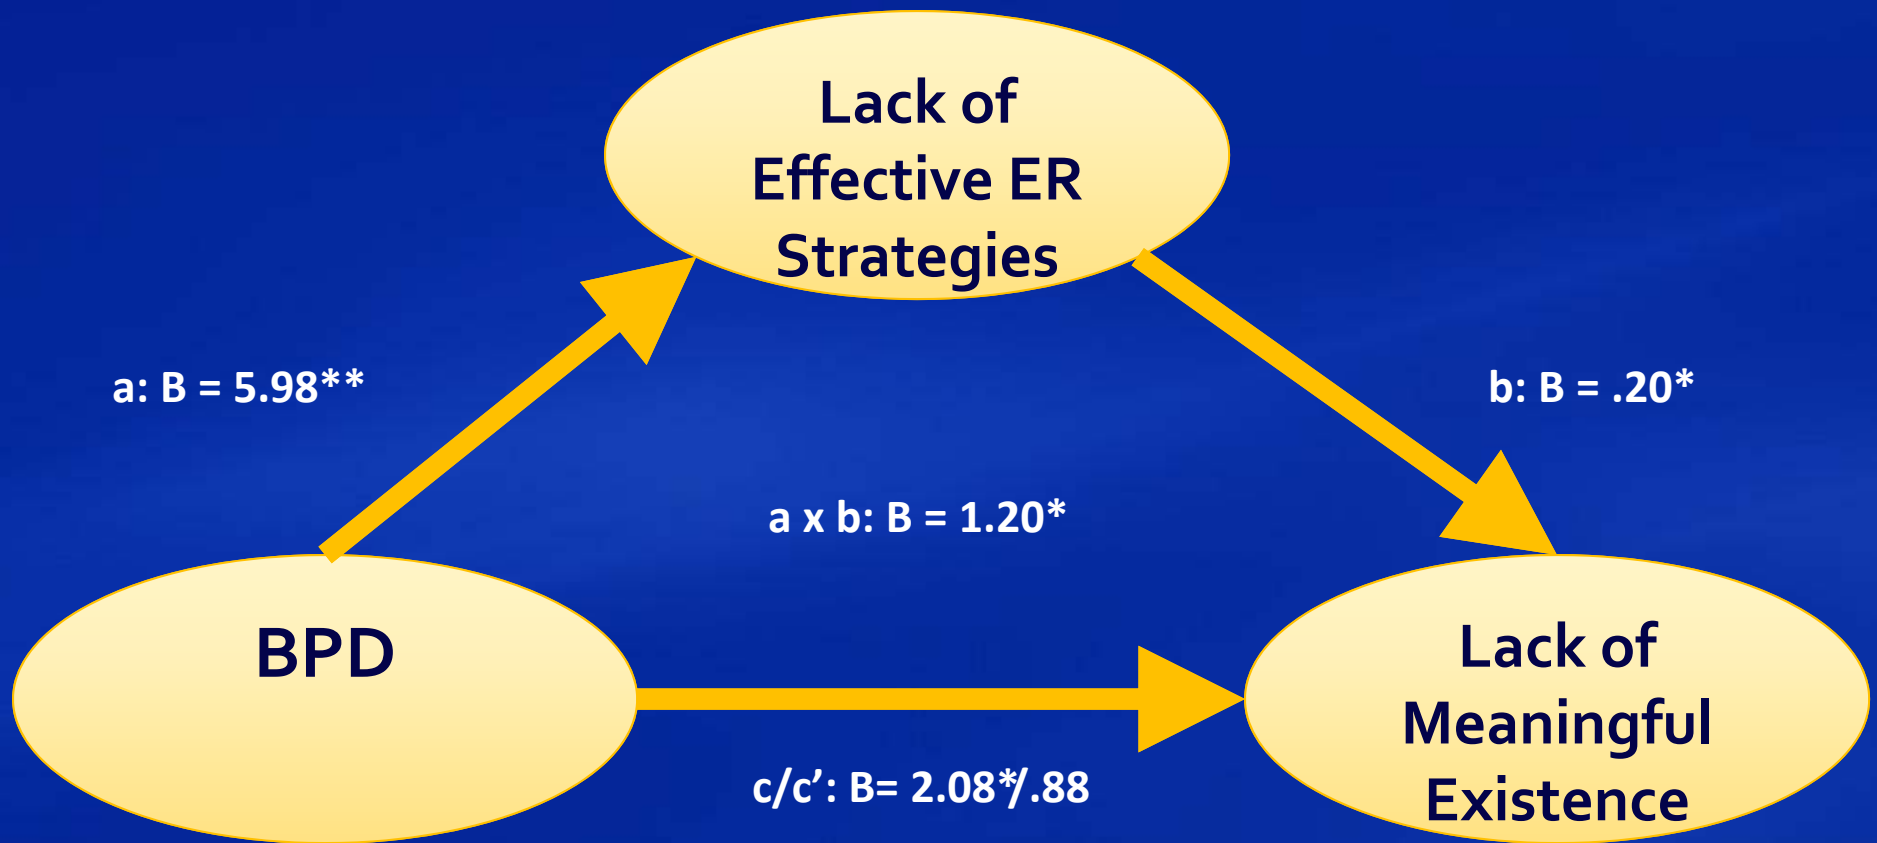 Lack of
Effective ER
Strategies
a: B = 5.98**
b: B = .20*
a x b: B = 1.20*
BPD
Lack of
Meaningful
Existence
c/c’: B= 2.08*/.88